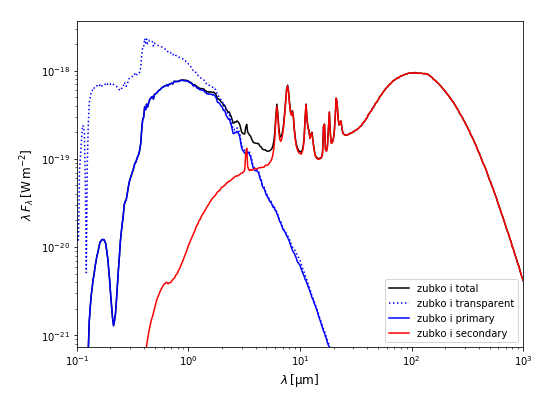 10⁻¹⁸
10⁻¹⁹
10⁻²⁰
10⁻²¹
λ F_λ [W m⁻²]
zubko i total
zubko i transparent
zubko i primary
zubko i secondary
10⁻¹ 10⁰ 10¹ 10² 10³
λ [μm]